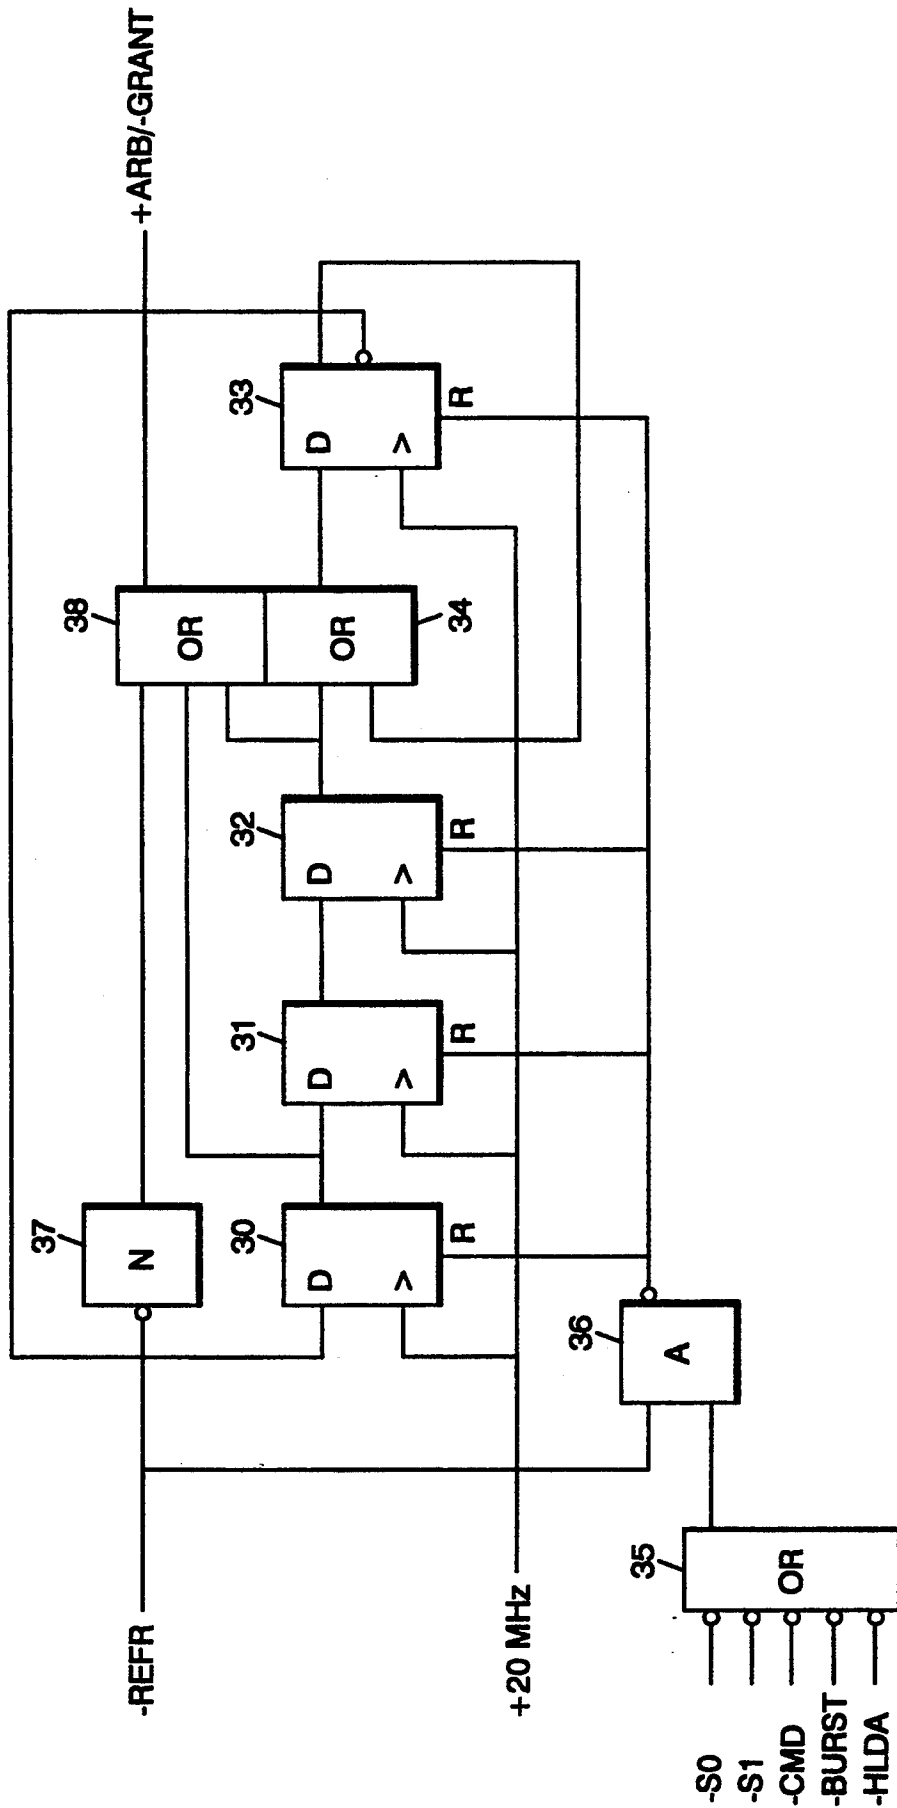 -REFR
+20 MHz
-S0
-S1
-CMD
-BURST
-HLDA
35
OR
36
A
37
N
30
D
>
R
31
D
>
R
32
D
>
R
38
OR
34
OR
33
D
>
R
+ARB/-GRANT